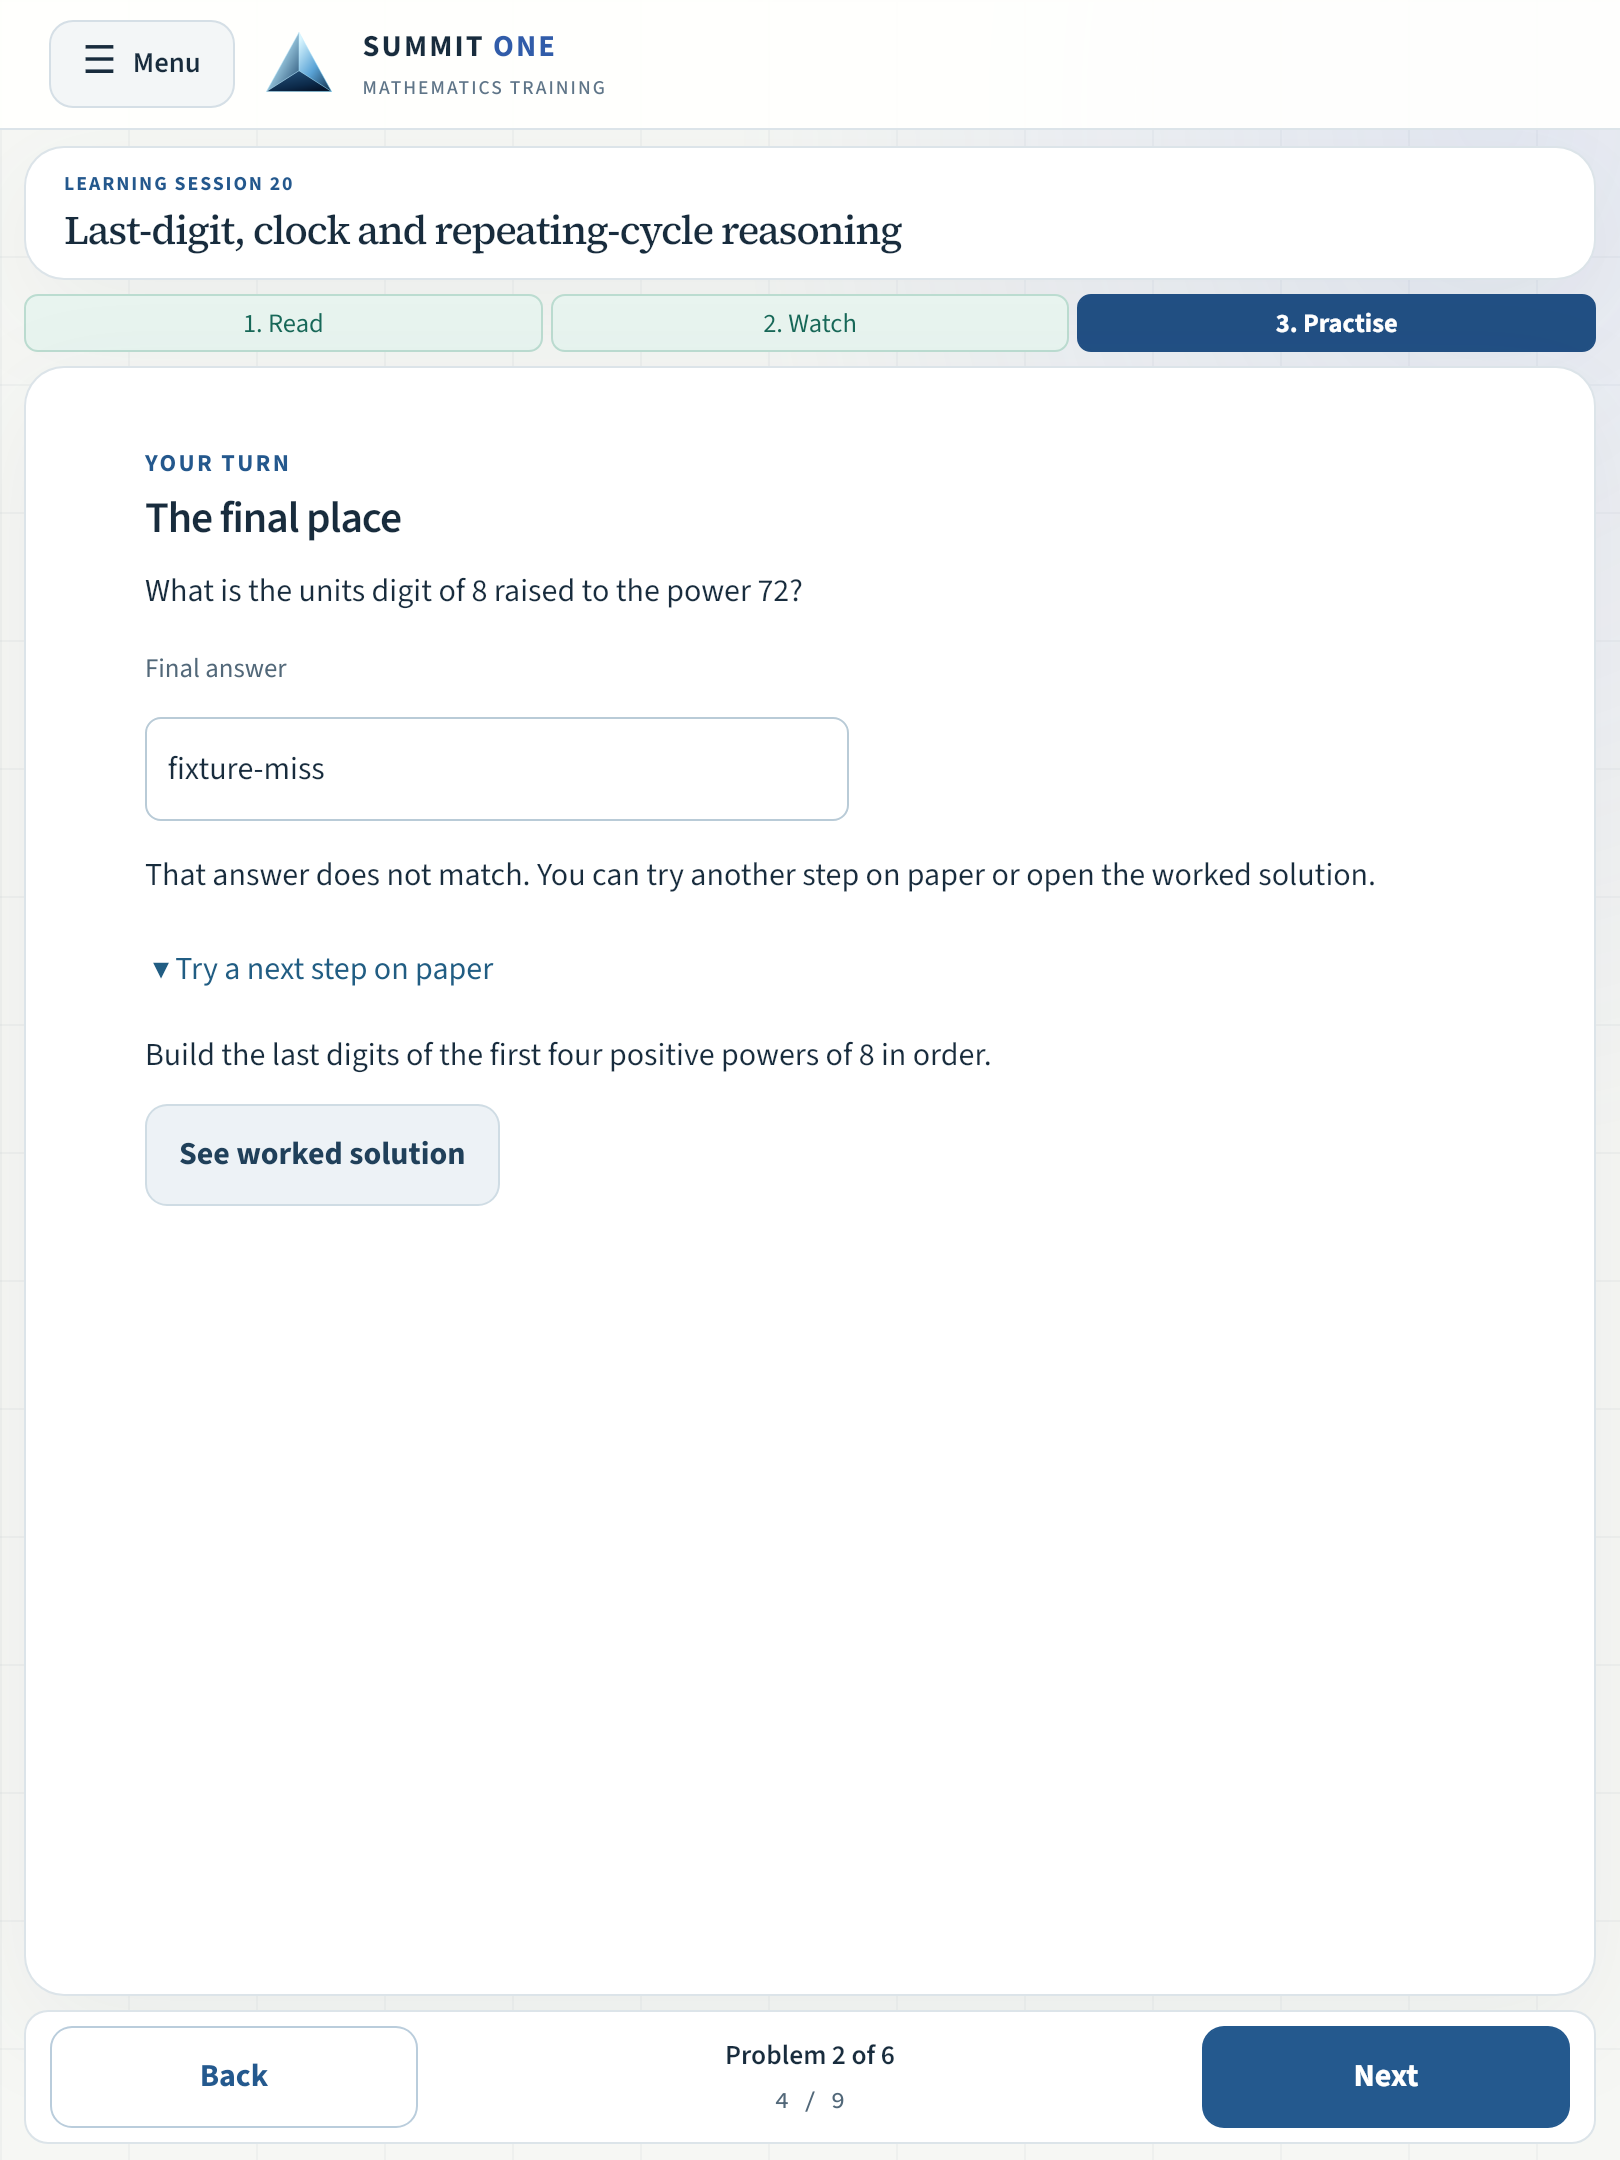 ☰ Menu
SUMMIT ONE
MATHEMATICS TRAINING
LEARNING SESSION 20
Last-digit, clock and repeating-cycle reasoning
1. Read
2. Watch
3. Practise
YOUR TURN
The final place
What is the units digit of 8 raised to the power 72?
Final answer
fixture-miss
That answer does not match. You can try another step on paper or open the worked solution.
▼ Try a next step on paper
Build the last digits of the first four positive powers of 8 in order.
See worked solution
Back
Problem 2 of 6
4 / 9
Next